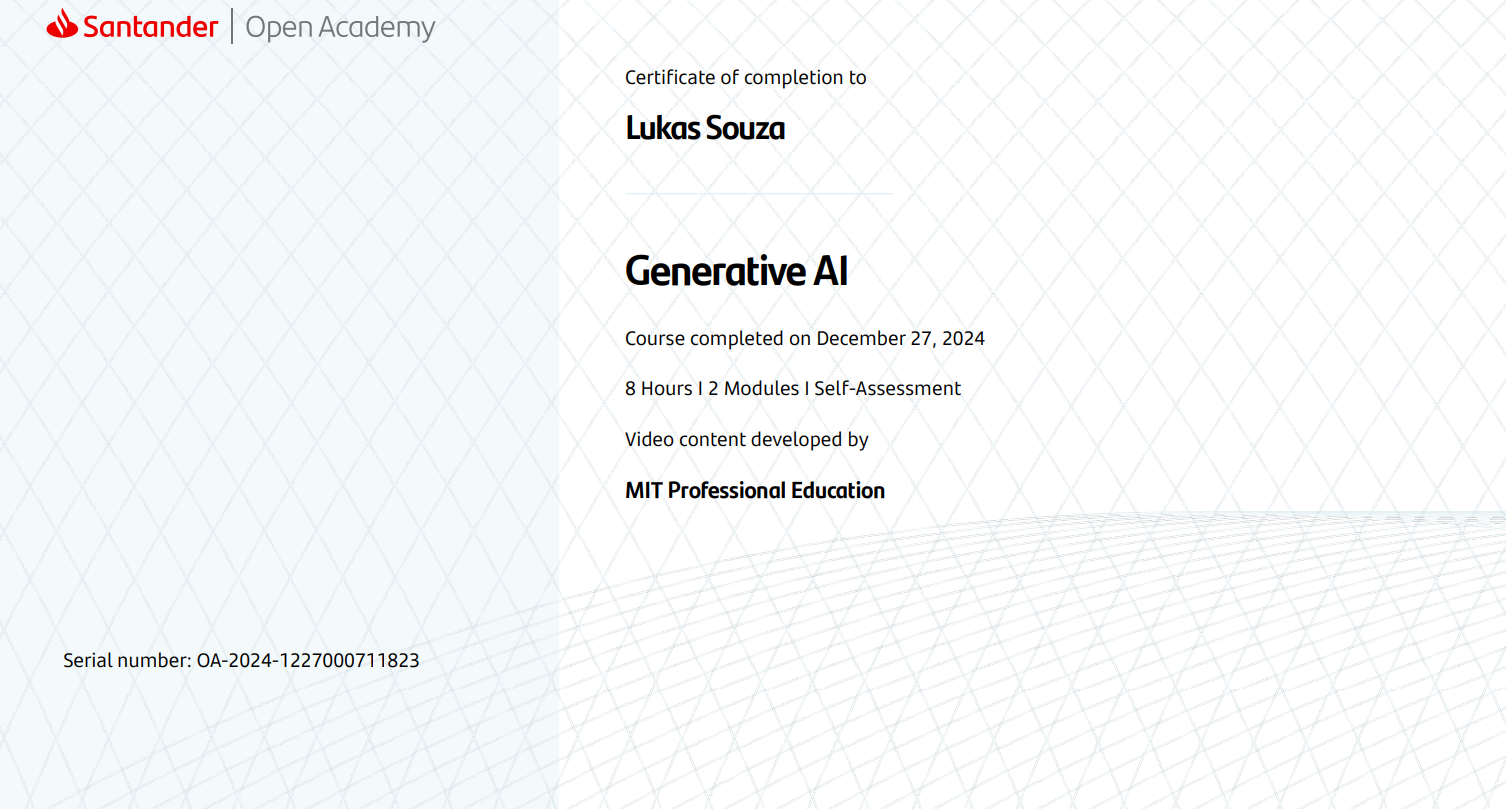 Santander | Open Academy
Certificate of completion to
Lukas Souza
Generative AI
Course completed on December 27, 2024
8 Hours I 2 Modules I Self-Assessment
Video content developed by
MIT Professional Education
Serial number: OA-2024-1227000711823